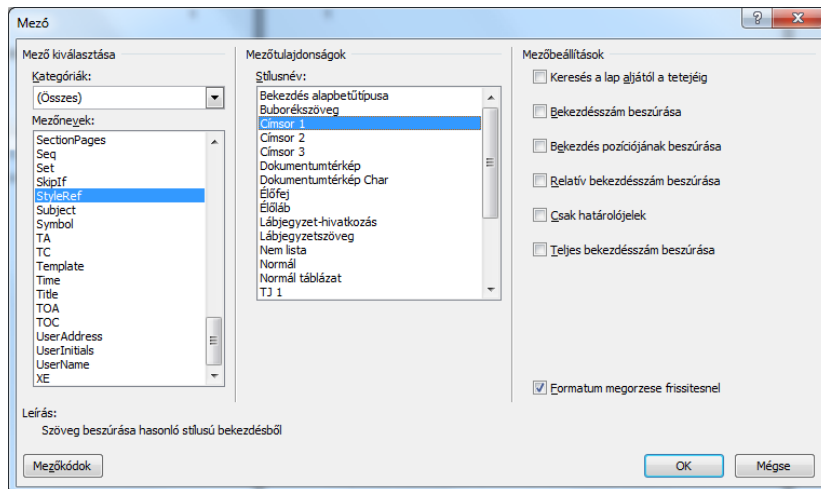 Mező
Mező kiválasztása
Kategóriák:
(Összes)
Mezőnevek:
SectionPages
Seq
Set
SkipIf
StyleRef
Subject
Symbol
TA
TC
Template
Time
Title
TOA
TOC
UserAddress
UserInitials
UserName
XE
Mezőtulajdonságok
Stílusnév:
Bekezdés alapbetűtípusa
Buborékszöveg
Címsor 1
Címsor 2
Címsor 3
Dokumentumtérkép
Dokumentumtérkép Char
Élőfej
Élőláb
Lábjegyzet-hivatkozás
Lábjegyzetszöveg
Nem lista
Normál
Normál táblázat
TJ 1
Mezőbeállítások
Keresés a lap aljától a tetejéig
Bekezdésszám beszúrása
Bekezdés pozíciójának beszúrása
Relatív bekezdésszám beszúrása
Csak határolójelek
Teljes bekezdésszám beszúrása
Formatum megorzese frissitesnel
Leírás:
Szöveg beszúrása hasonló stílusú bekezdésből
Mezőkódok
OK
Mégse